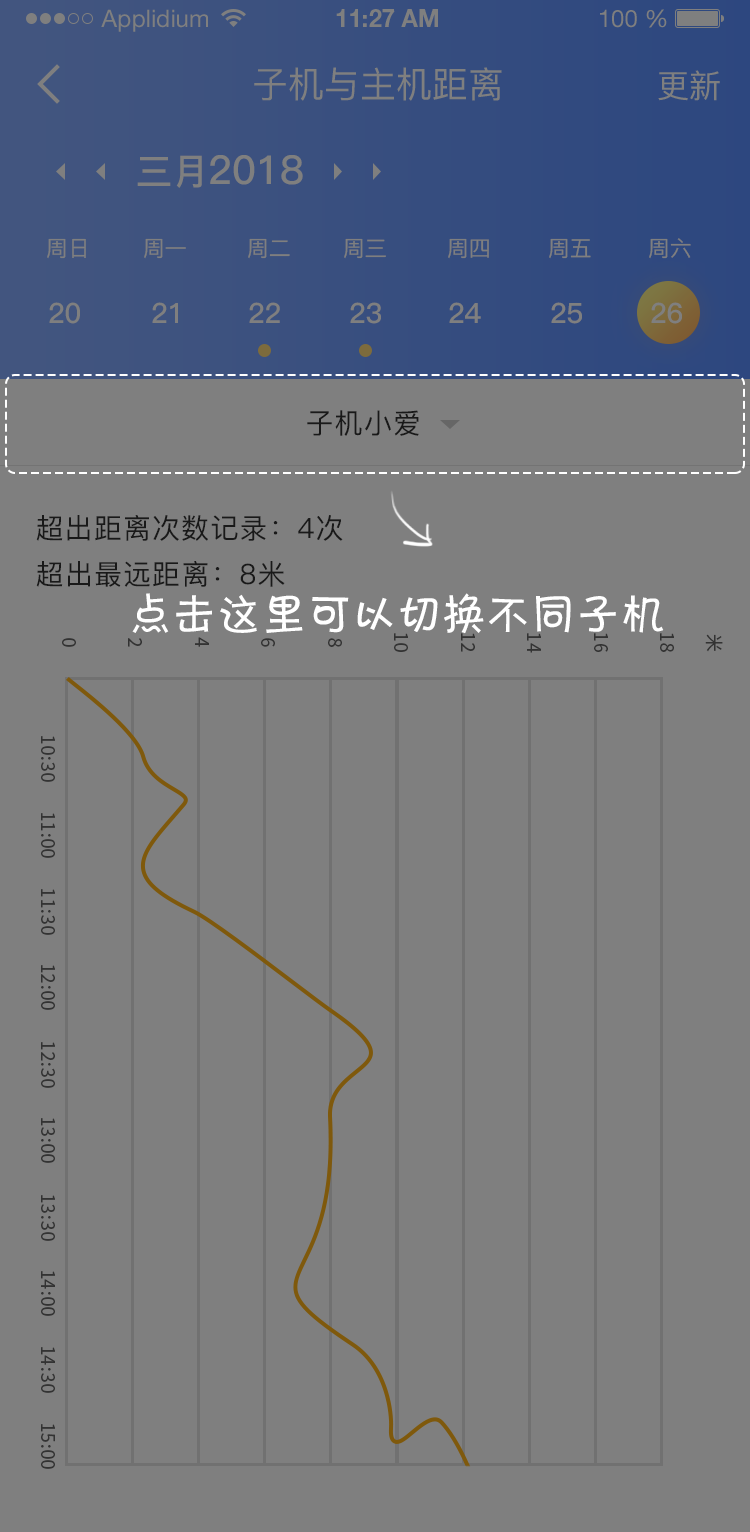 Applidium 11:27 AM 100 %
子机与主机距离 更新
三月2018
周日 周一 周二 周三 周四 周五 周六
20 21 22 23 24 25 26
子机小爱
超出距离次数记录：4次
超出最远距离：8米
点击这里可以切换不同子机
0 2 4 6 8 10 12 14 16 18 米
10:30
11:00
11:30
12:00
12:30
13:00
13:30
14:00
14:30
15:00